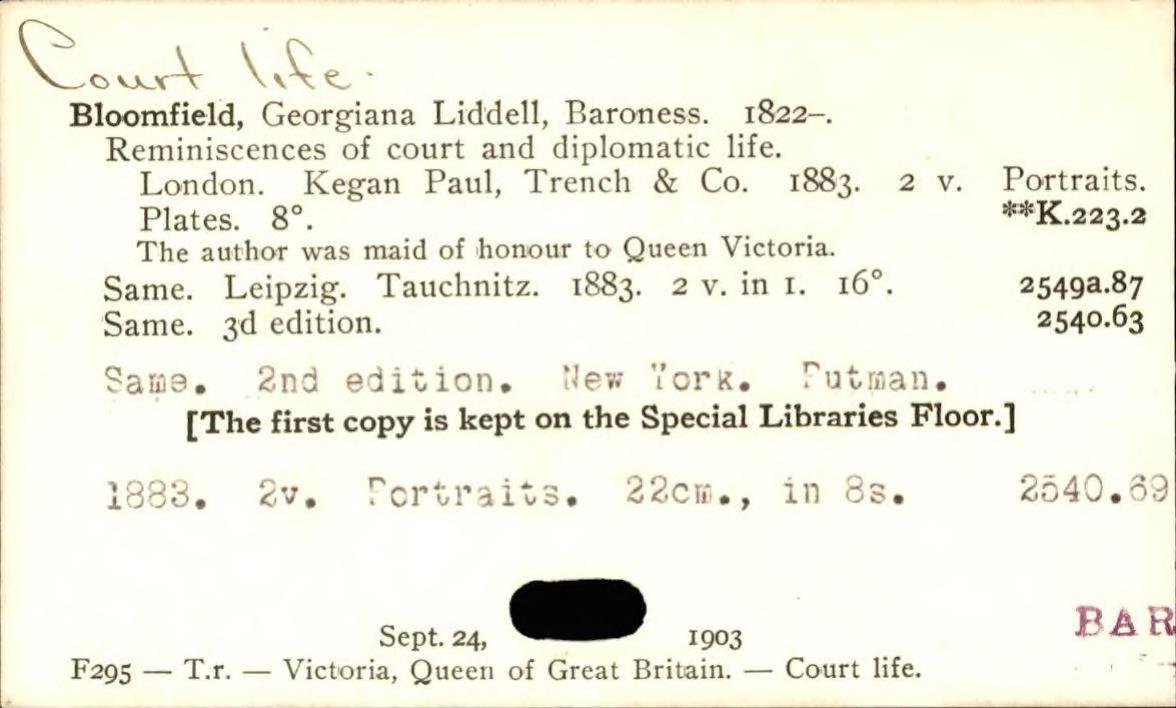 Court life.
Bloomfield, Georgiana Liddell, Baroness. 1822-.
Reminiscences of court and diplomatic life.
London. Kegan Paul, Trench & Co. 1883. 2 v. Portraits.
Plates. 8°. **K.223.2
The author was maid of honour to Queen Victoria.
Same. Leipzig. Tauchnitz. 1883. 2 v. in 1. 16°. 2549a.87
Same. 3d edition. 2540.63
Same. 2nd edition. New York. Putman.
[The first copy is kept on the Special Libraries Floor.]
1883. 2v. Portraits. 22cm., in 8s. 2540.69
Sept. 24, 1903 BAR
F295 — T.r. — Victoria, Queen of Great Britain. — Court life.